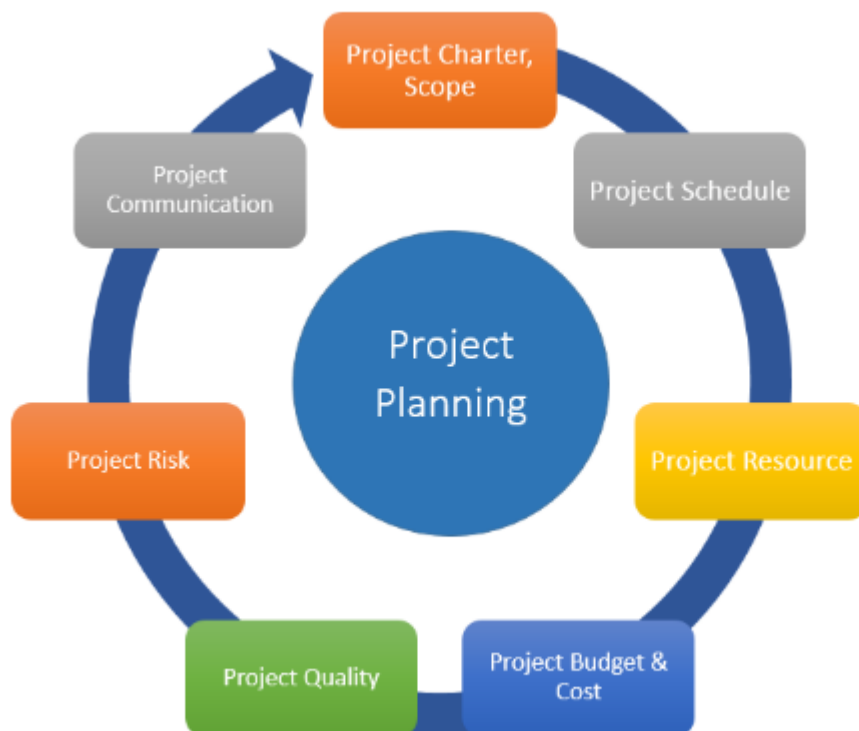 Project Charter,
Scope
Project Schedule
Project Resource
Project Budget &
Cost
Project Quality
Project Risk
Project
Communication
Project
Planning